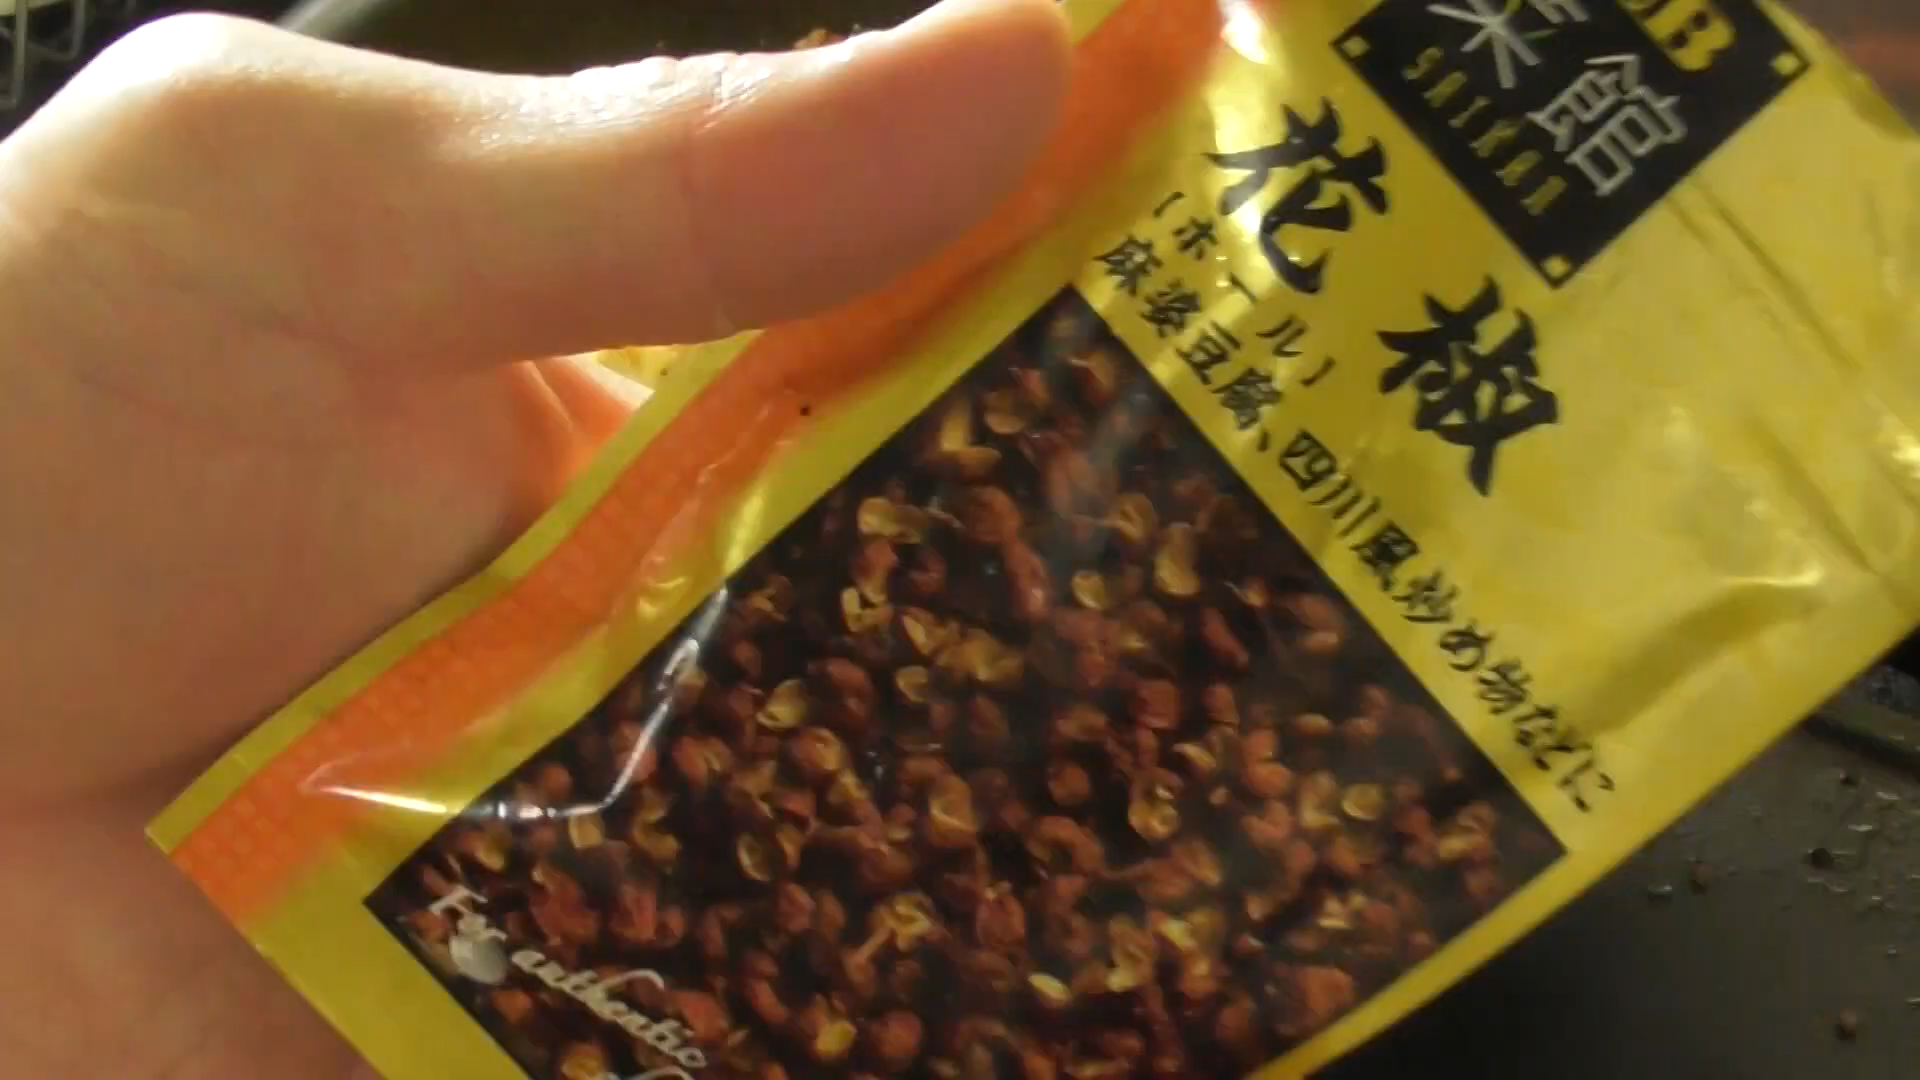 菜館
SAIKAN
花椒
[ホール]
麻婆豆腐、四川風炒め物などに
For authentic